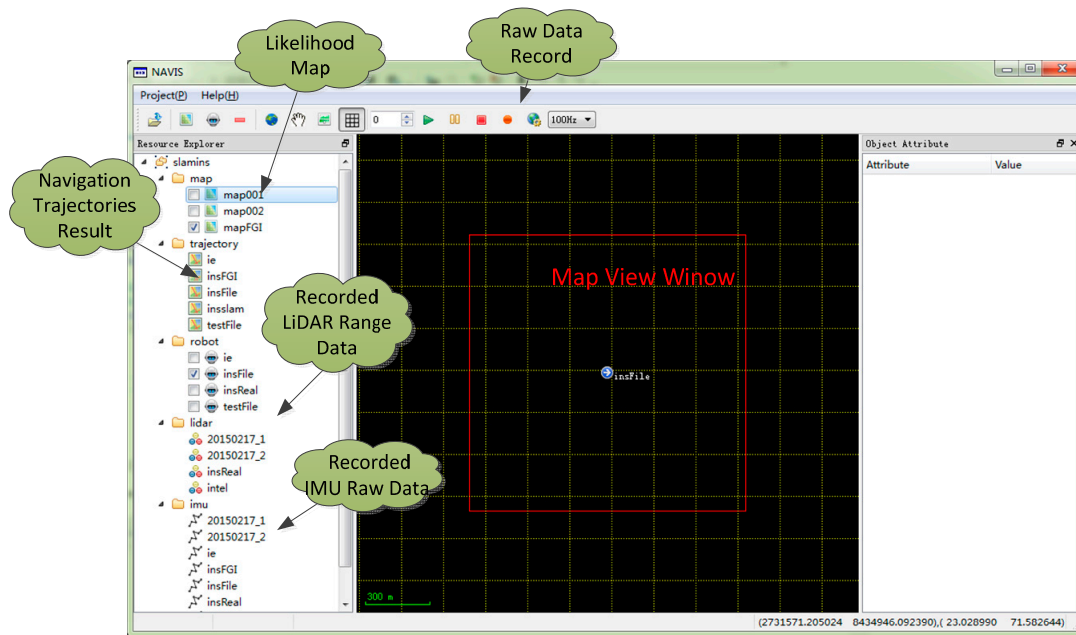 Raw Data
Record
Likelihood
Map
NAVIS
Project(P) Help(H)
0
100Hz
Resource Explorer
Object Attribute
Attribute Value
slamins
map
map001
map002
mapFGI
trajectory
ie
insFGI
insFile
insslam
testFile
robot
ie
insFile
insReal
testFile
lidar
20150217_1
20150217_2
insReal
intel
imu
20150217_1
20150217_2
ie
insFGI
insFile
insReal
Navigation
Trajectories
Result
Recorded
LiDAR Range
Data
Recorded
IMU Raw Data
Map View Winow
insFile
300 m
(2731571.205024 8434946.092390),( 23.028990 71.582644)